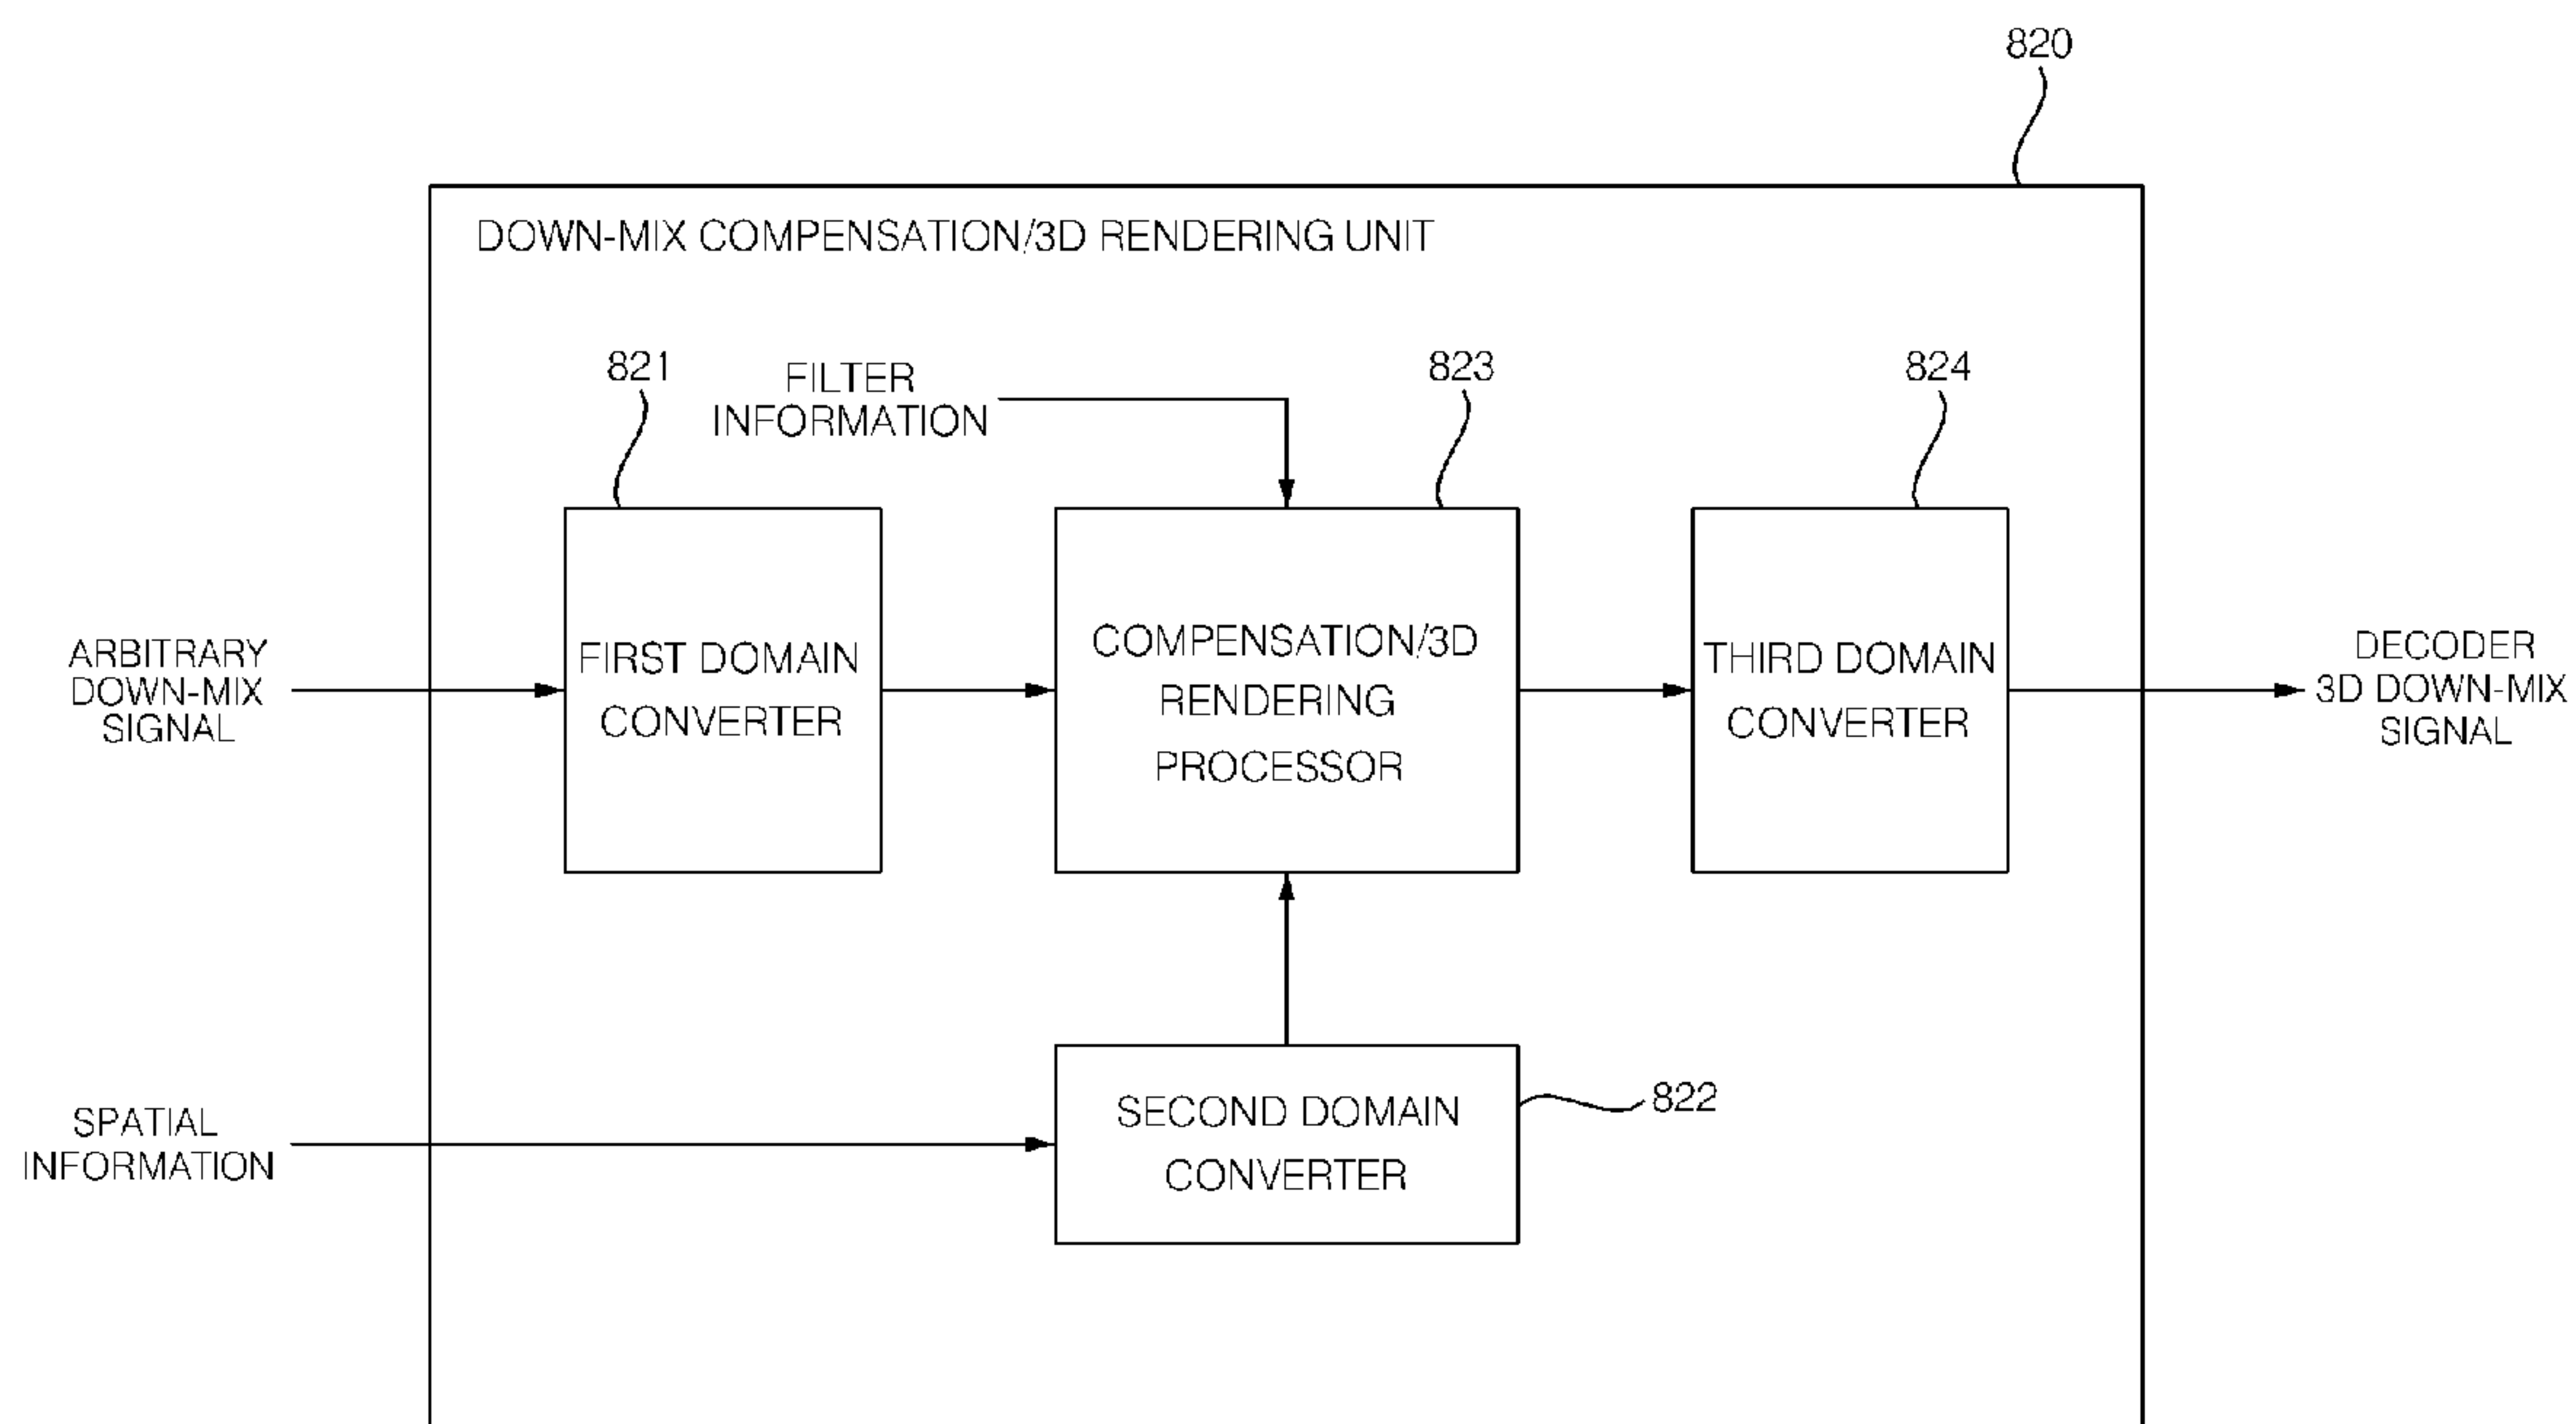 820
DOWN-MIX COMPENSATION/3D RENDERING UNIT
821
FILTER
INFORMATION
823
824
ARBITRARY
DOWN-MIX
SIGNAL
FIRST DOMAIN
CONVERTER
COMPENSATION/3D
RENDERING
PROCESSOR
THIRD DOMAIN
CONVERTER
DECODER
3D DOWN-MIX
SIGNAL
SPATIAL
INFORMATION
SECOND DOMAIN
CONVERTER
822